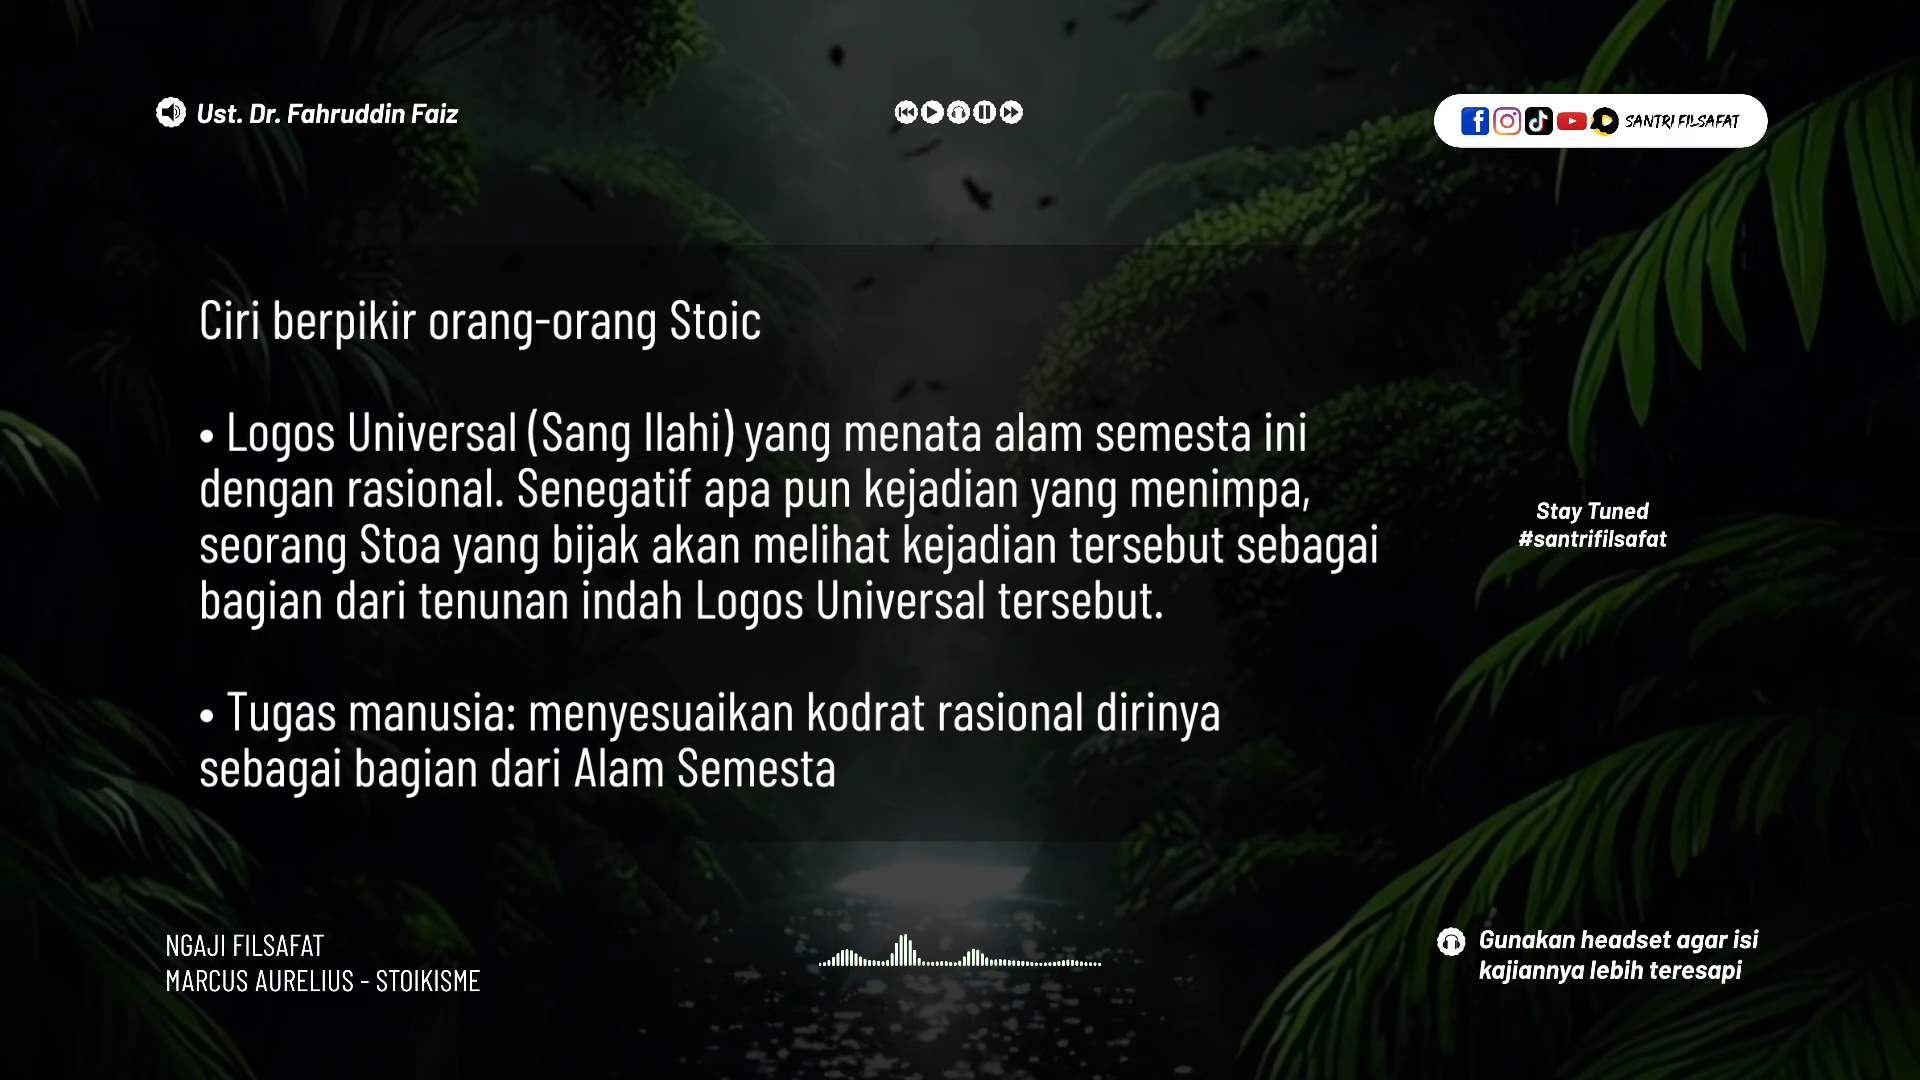 Ust. Dr. Fahruddin Faiz
SANTRI FILSAFAT
Ciri berpikir orang-orang Stoic
• Logos Universal (Sang Ilahi) yang menata alam semesta ini
dengan rasional. Senegatif apa pun kejadian yang menimpa,
seorang Stoa yang bijak akan melihat kejadian tersebut sebagai
bagian dari tenunan indah Logos Universal tersebut.
• Tugas manusia: menyesuaikan kodrat rasional dirinya
sebagai bagian dari Alam Semesta
Stay Tuned
#santrifilsafat
NGAJI FILSAFAT
MARCUS AURELIUS - STOIKISME
Gunakan headset agar isi
kajiannya lebih teresapi